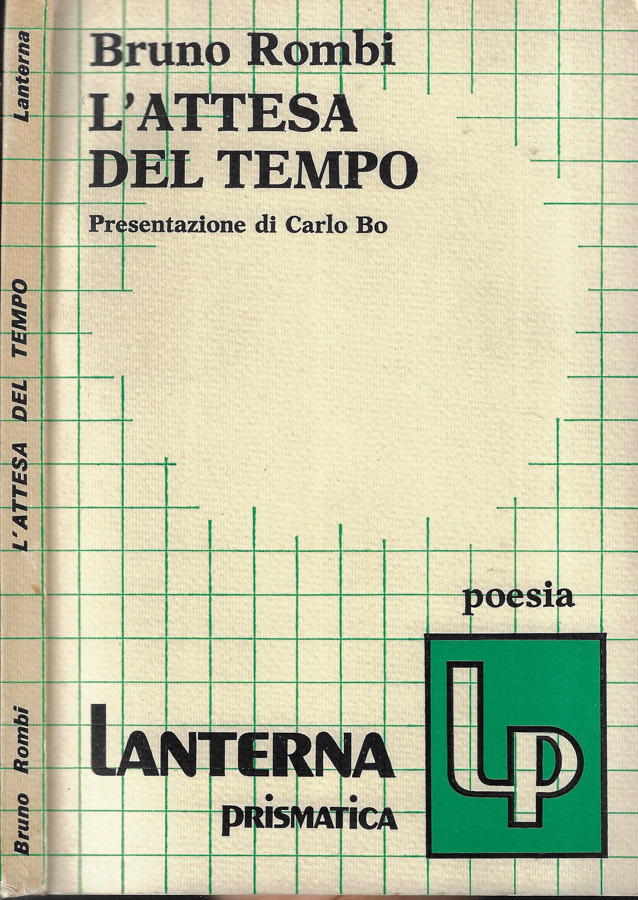 Bruno Rombi
L'ATTESA
DEL TEMPO
Presentazione di Carlo Bo
poesia
LP
LANTERNA
PRiSMATiCA
Lanterna
L'ATTESA DEL TEMPO
Bruno Rombi